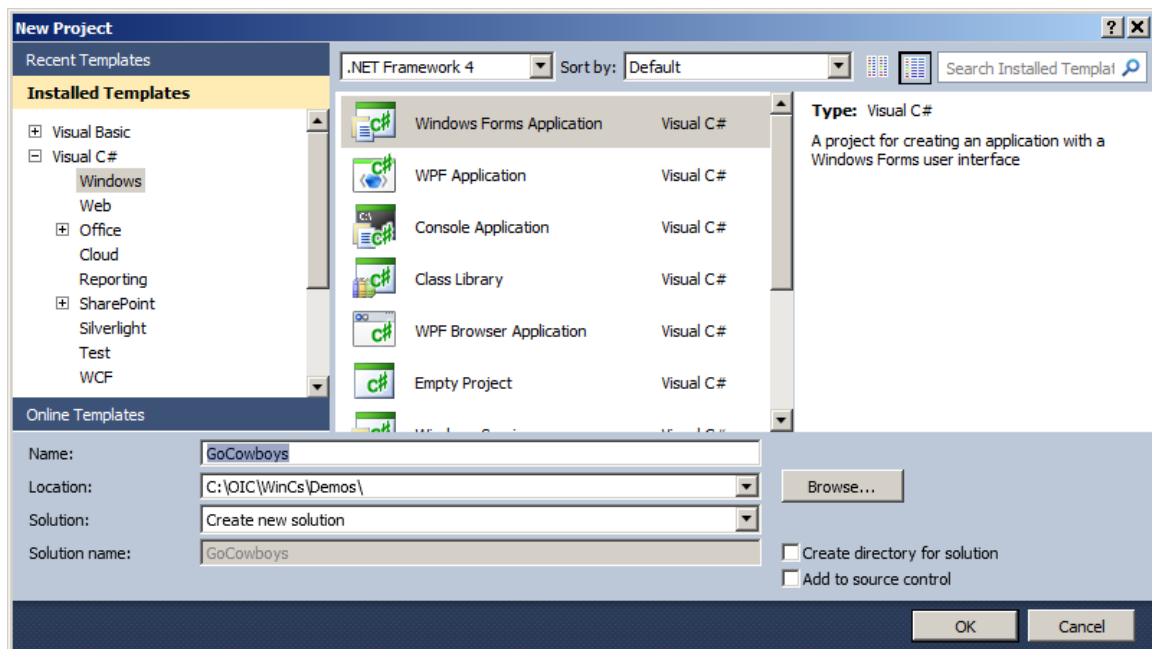 New Project
Recent Templates
Installed Templates
Visual Basic
Visual C#
Windows
Web
Office
Cloud
Reporting
SharePoint
Silverlight
Test
WCF
Online Templates
.NET Framework 4 Sort by: Default Search Installed Templat
Windows Forms Application Visual C#
WPF Application Visual C#
Console Application Visual C#
Class Library Visual C#
WPF Browser Application Visual C#
Empty Project Visual C#
Type: Visual C#
A project for creating an application with a
Windows Forms user interface
Name: GoCowboys
Location: C:\OIC\WinCs\Demos\ Browse...
Solution: Create new solution
Solution name: GoCowboys
Create directory for solution
Add to source control
OK Cancel